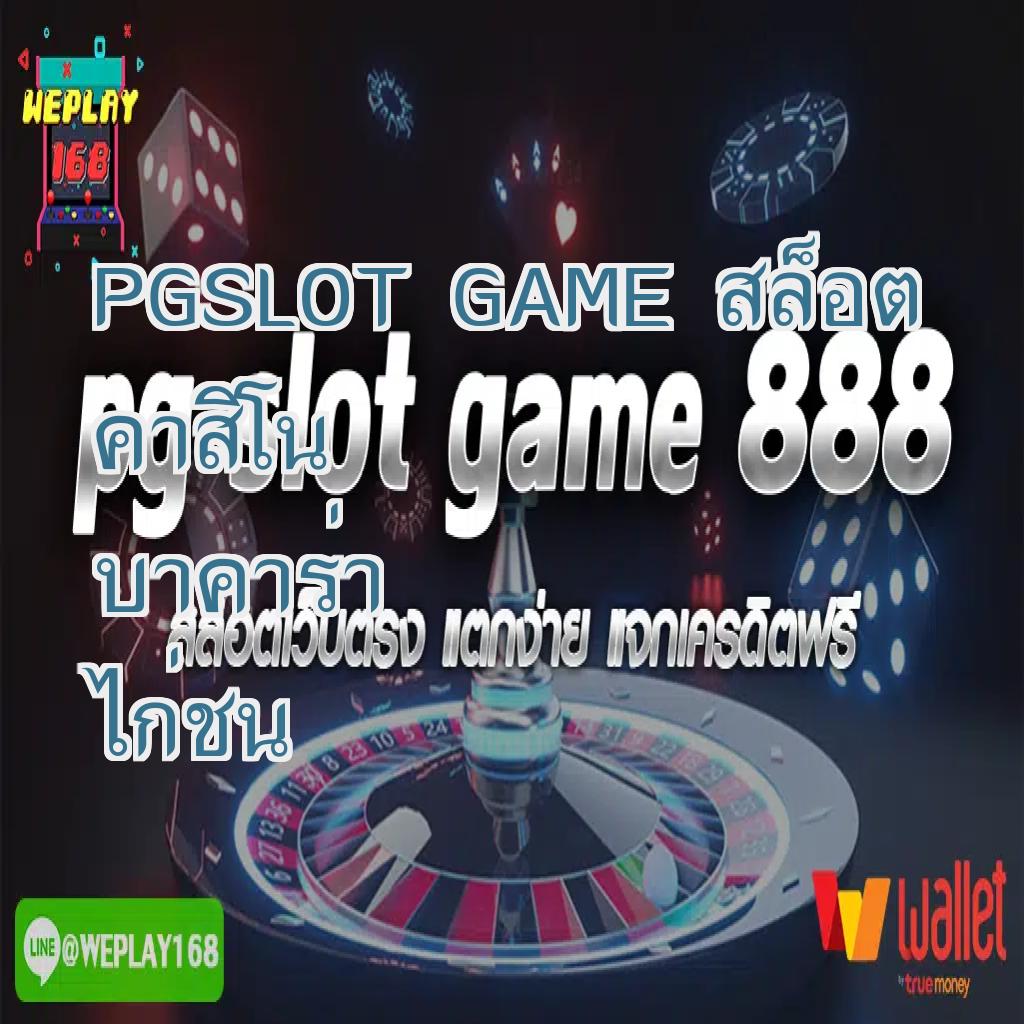 WEPLAY
168
PGSLOT GAME สล็อต
pg slot game 888
คาสิโน
บาคาร่า
สล็อตเว็บตรง แตกง่าย แจกเครดิตฟรี
ไก่ชน
LINE @WEPLAY168
wallet
by truemoney